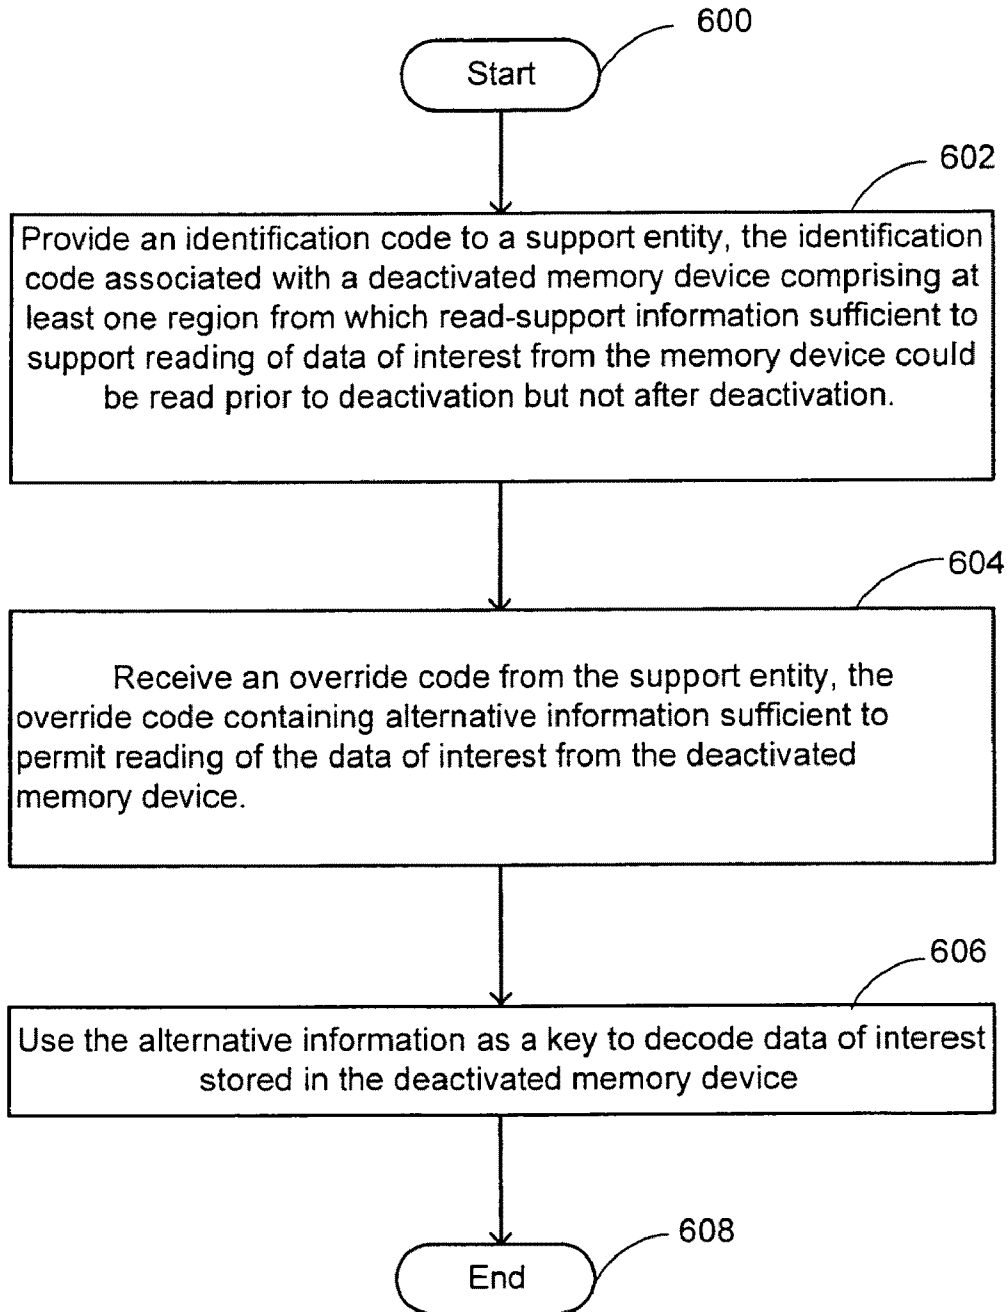 600
Start
602
Provide an identification code to a support entity, the identification
code associated with a deactivated memory device comprising at
least one region from which read-support information sufficient to
support reading of data of interest from the memory device could
be read prior to deactivation but not after deactivation.
604
Receive an override code from the support entity, the
override code containing alternative information sufficient to
permit reading of the data of interest from the deactivated
memory device.
606
Use the alternative information as a key to decode data of interest
stored in the deactivated memory device
608
End